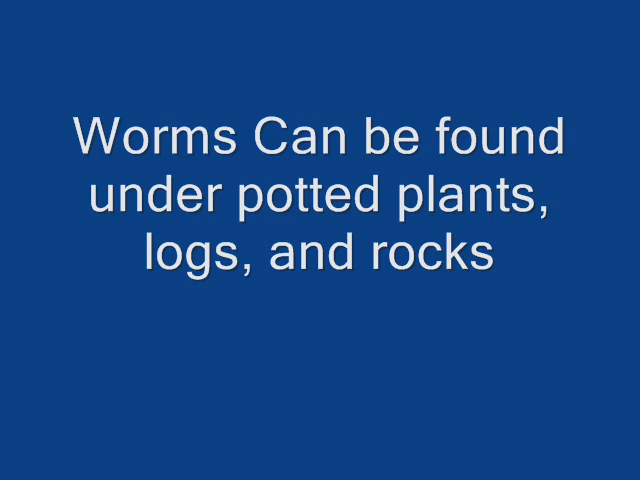 Worms Can be found
under potted plants,
logs, and rocks